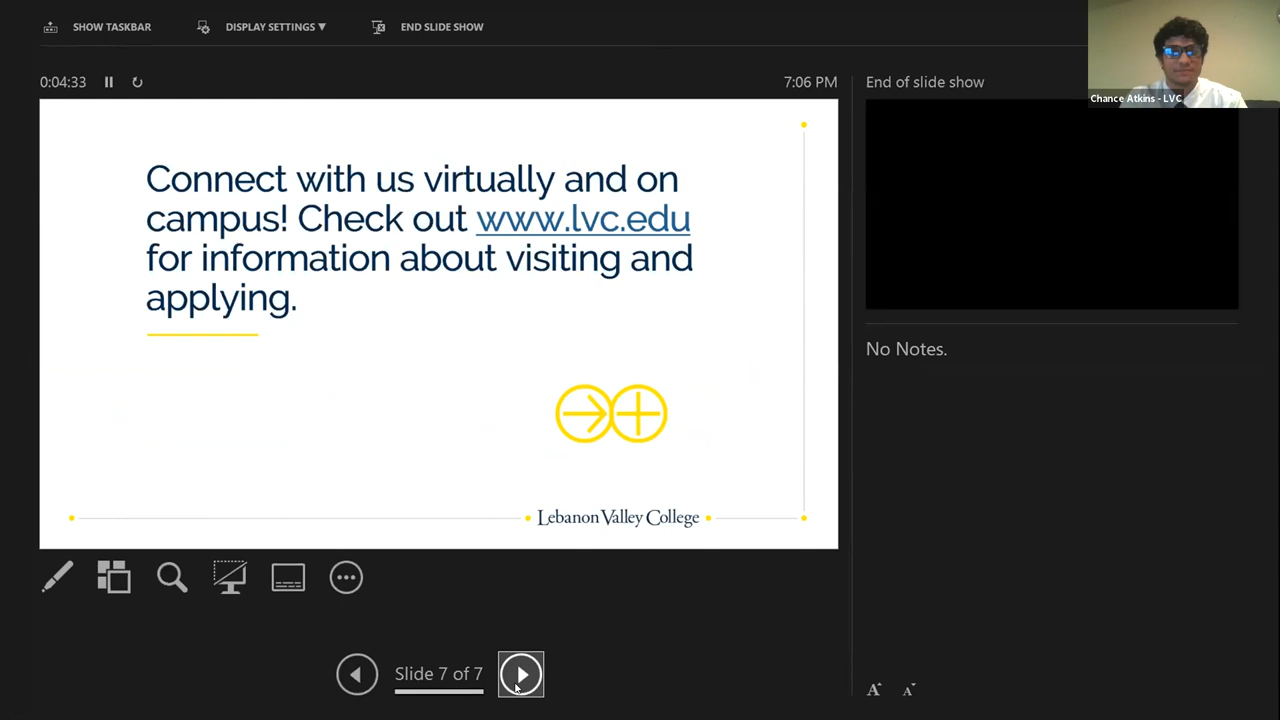 SHOW TASKBAR
DISPLAY SETTINGS ▼
END SLIDE SHOW
0:04:33
7:06 PM
End of slide show
Chance Atkins - LVC
Connect with us virtually and on
campus! Check out www.lvc.edu
for information about visiting and
applying.
No Notes.
Lebanon Valley College
Slide 7 of 7
A A